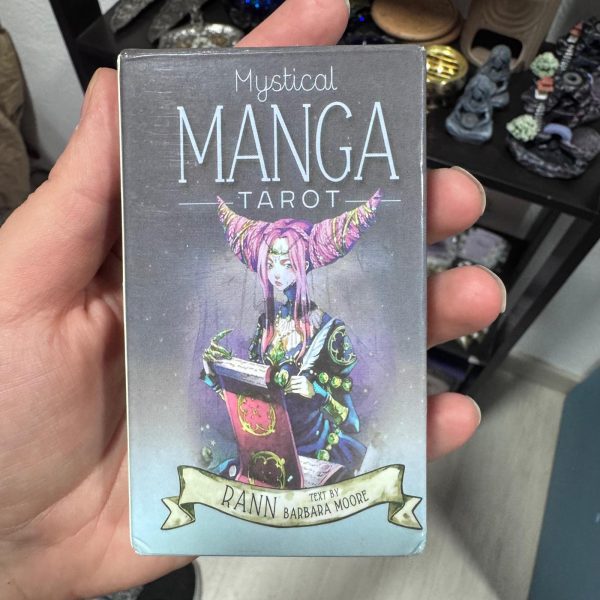 Mystical
MANGA
TAROT
RANN
TEXT BY
BARBARA MOORE